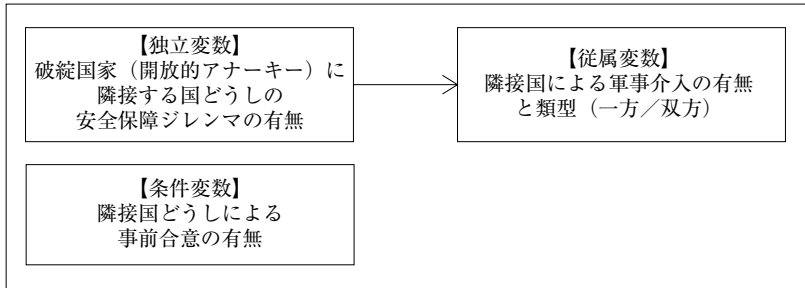 【独立変数】
破綻国家（開放的アナーキー）に
隣接する国どうしの
安全保障ジレンマの有無
【従属変数】
隣接国による軍事介入の有無
と類型（一方／双方）
【条件変数】
隣接国どうしによる
事前合意の有無